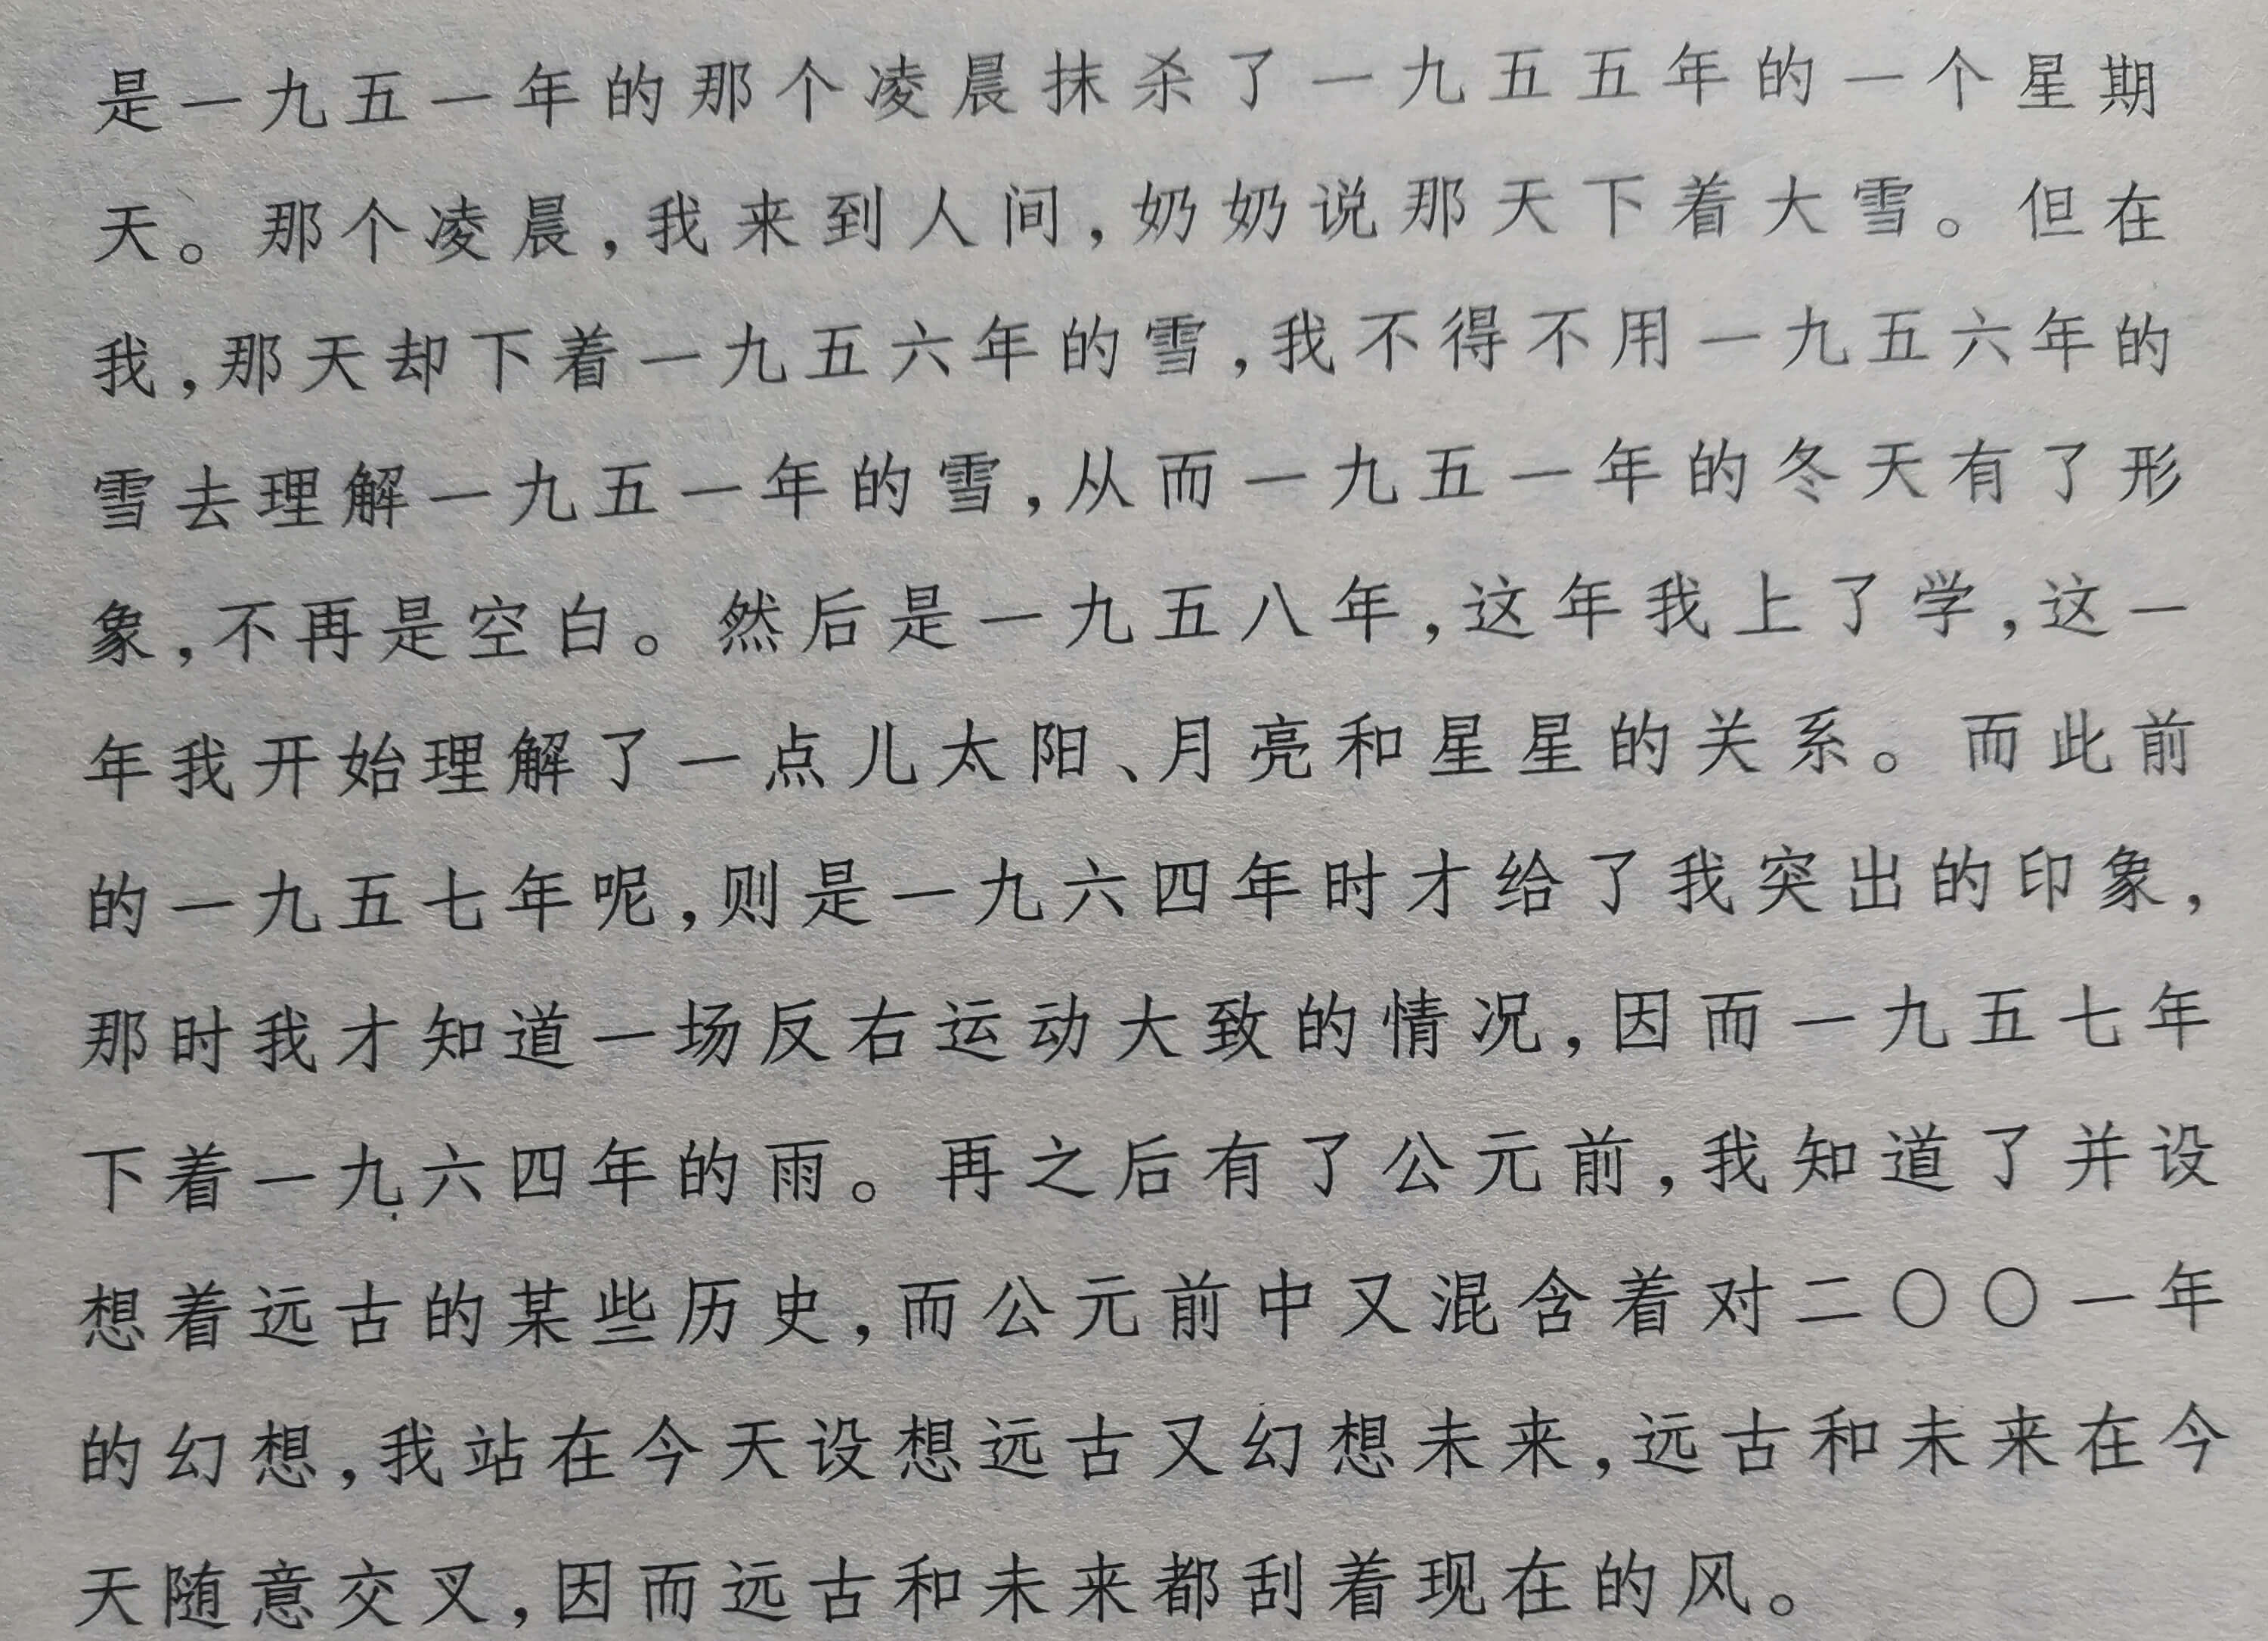 是一九五一年的那个凌晨抹杀了一九五五年的一个星期
天。那个凌晨,我来到人间,奶奶说那天下着大雪。但在
我,那天却下着一九五六年的雪,我不得不用一九五六年的
雪去理解一九五一年的雪,从而一九五一年的冬天有了形
象,不再是空白。然后是一九五八年,这年我上了学,这一
年我开始理解了一点儿太阳、月亮和星星的关系。而此前
的一九五七年呢,则是一九六四年时才给了我突出的印象,
那时我才知道一场反右运动大致的情况,因而一九五七年
下着一九六四年的雨。再之后有了公元前,我知道了并设
想着远古的某些历史,而公元前中又混含着对二〇〇一年
的幻想,我站在今天设想远古又幻想未来,远古和未来在今
天随意交叉,因而远古和未来都刮着现在的风。